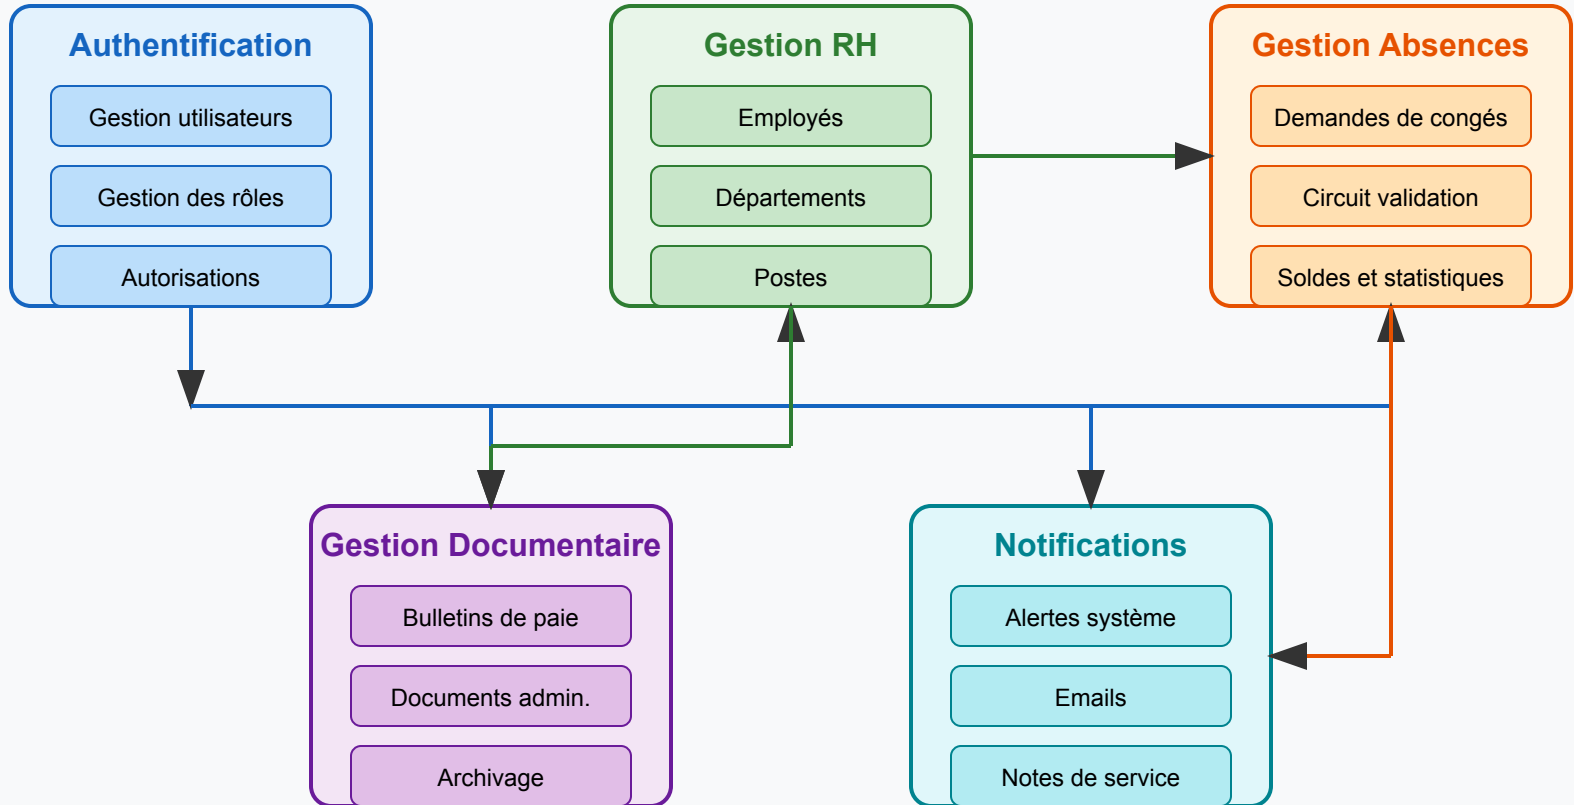 Authentification
Gestion utilisateurs
Gestion des rôles
Autorisations
Gestion RH
Employés
Départements
Postes
Gestion Absences
Demandes de congés
Circuit validation
Soldes et statistiques
Gestion Documentaire
Bulletins de paie
Documents admin.
Archivage
Notifications
Alertes système
Emails
Notes de service